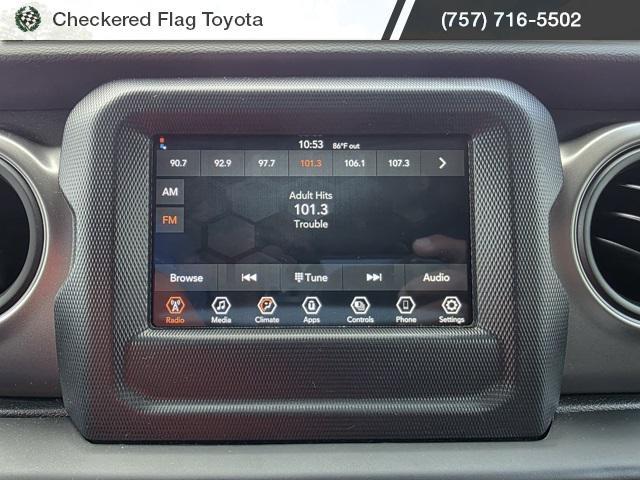 Checkered Flag Toyota (757) 716-5502
10:53 86°F out
90.7 92.9 97.7 101.3 106.1 107.3
AM
FM
Adult Hits
101.3
Trouble
Browse Tune Audio
Radio Media Climate Apps Controls Phone Settings